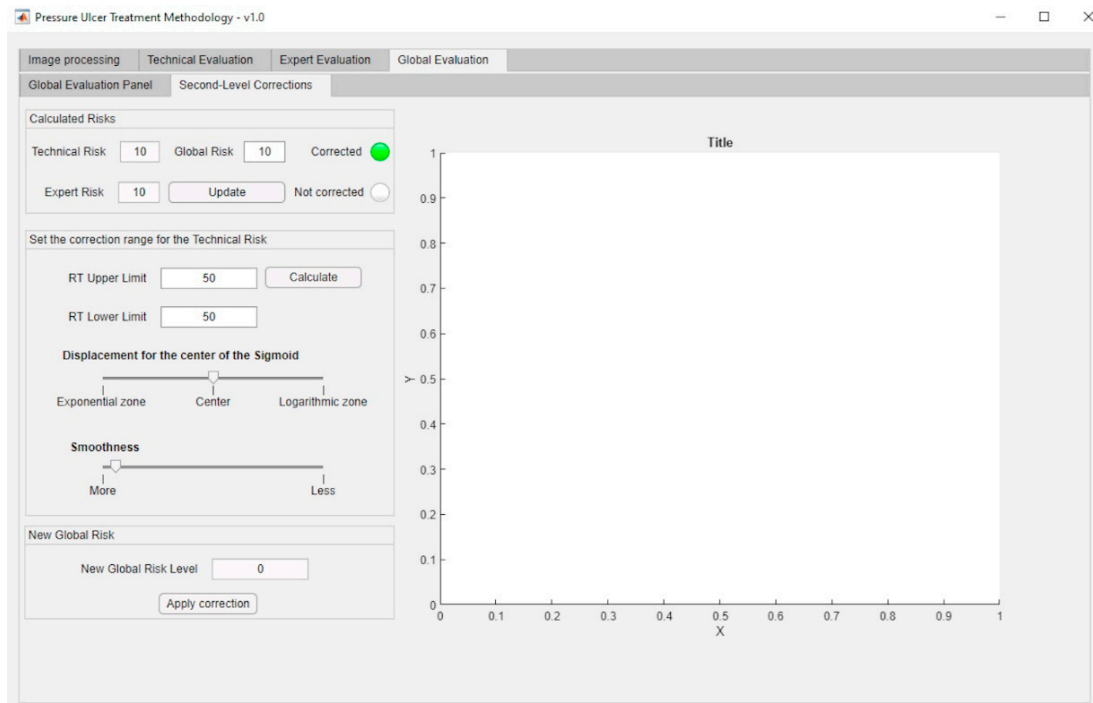 Pressure Ulcer Treatment Methodology - v1.0
Image processing Technical Evaluation Expert Evaluation Global Evaluation
Global Evaluation Panel Second-Level Corrections
Calculated Risks
Technical Risk 10 Global Risk 10 Corrected
Expert Risk 10 Update Not corrected
Set the correction range for the Technical Risk
RT Upper Limit 50 Calculate
RT Lower Limit 50
Displacement for the center of the Sigmoid
Exponential zone Center Logarithmic zone
Smoothness
More Less
New Global Risk
New Global Risk Level 0
Apply correction
Title
1
0.9
0.8
0.7
0.6
Y 0.5
0.4
0.3
0.2
0.1
0
0 0.1 0.2 0.3 0.4 0.5 0.6 0.7 0.8 0.9 1
X